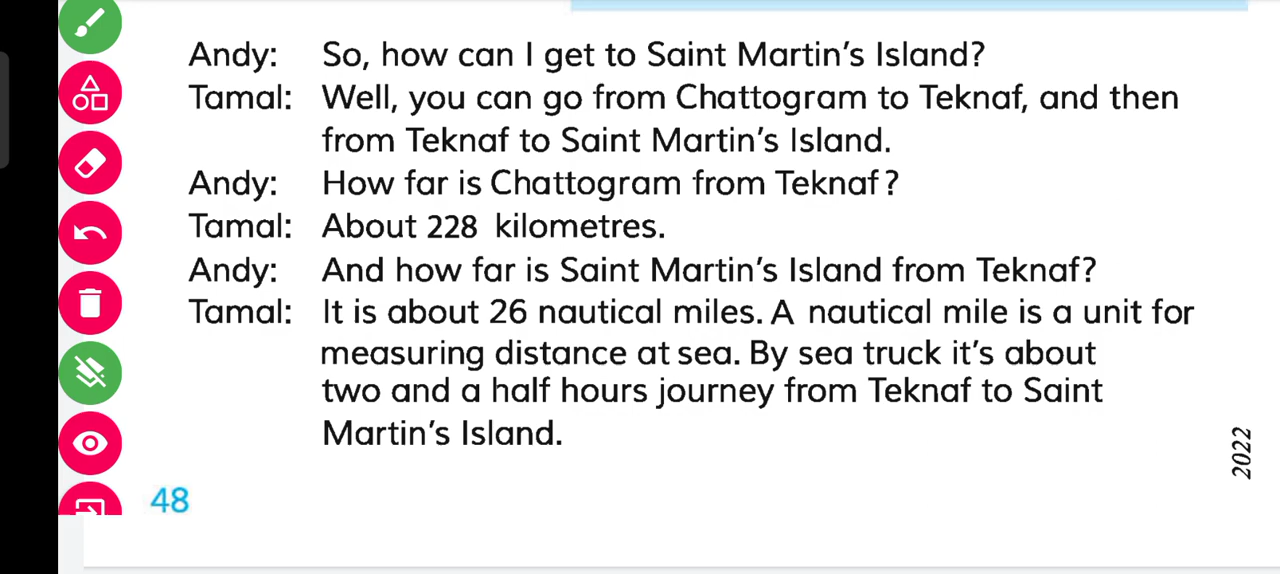 Andy: So, how can I get to Saint Martin's Island?
Tamal: Well, you can go from Chattogram to Teknaf, and then
from Teknaf to Saint Martin's Island.
Andy: How far is Chattogram from Teknaf?
Tamal: About 228 kilometres.
Andy: And how far is Saint Martin's Island from Teknaf?
Tamal: It is about 26 nautical miles. A nautical mile is a unit for
measuring distance at sea. By sea truck it's about
two and a half hours journey from Teknaf to Saint
Martin's Island.
2022
48